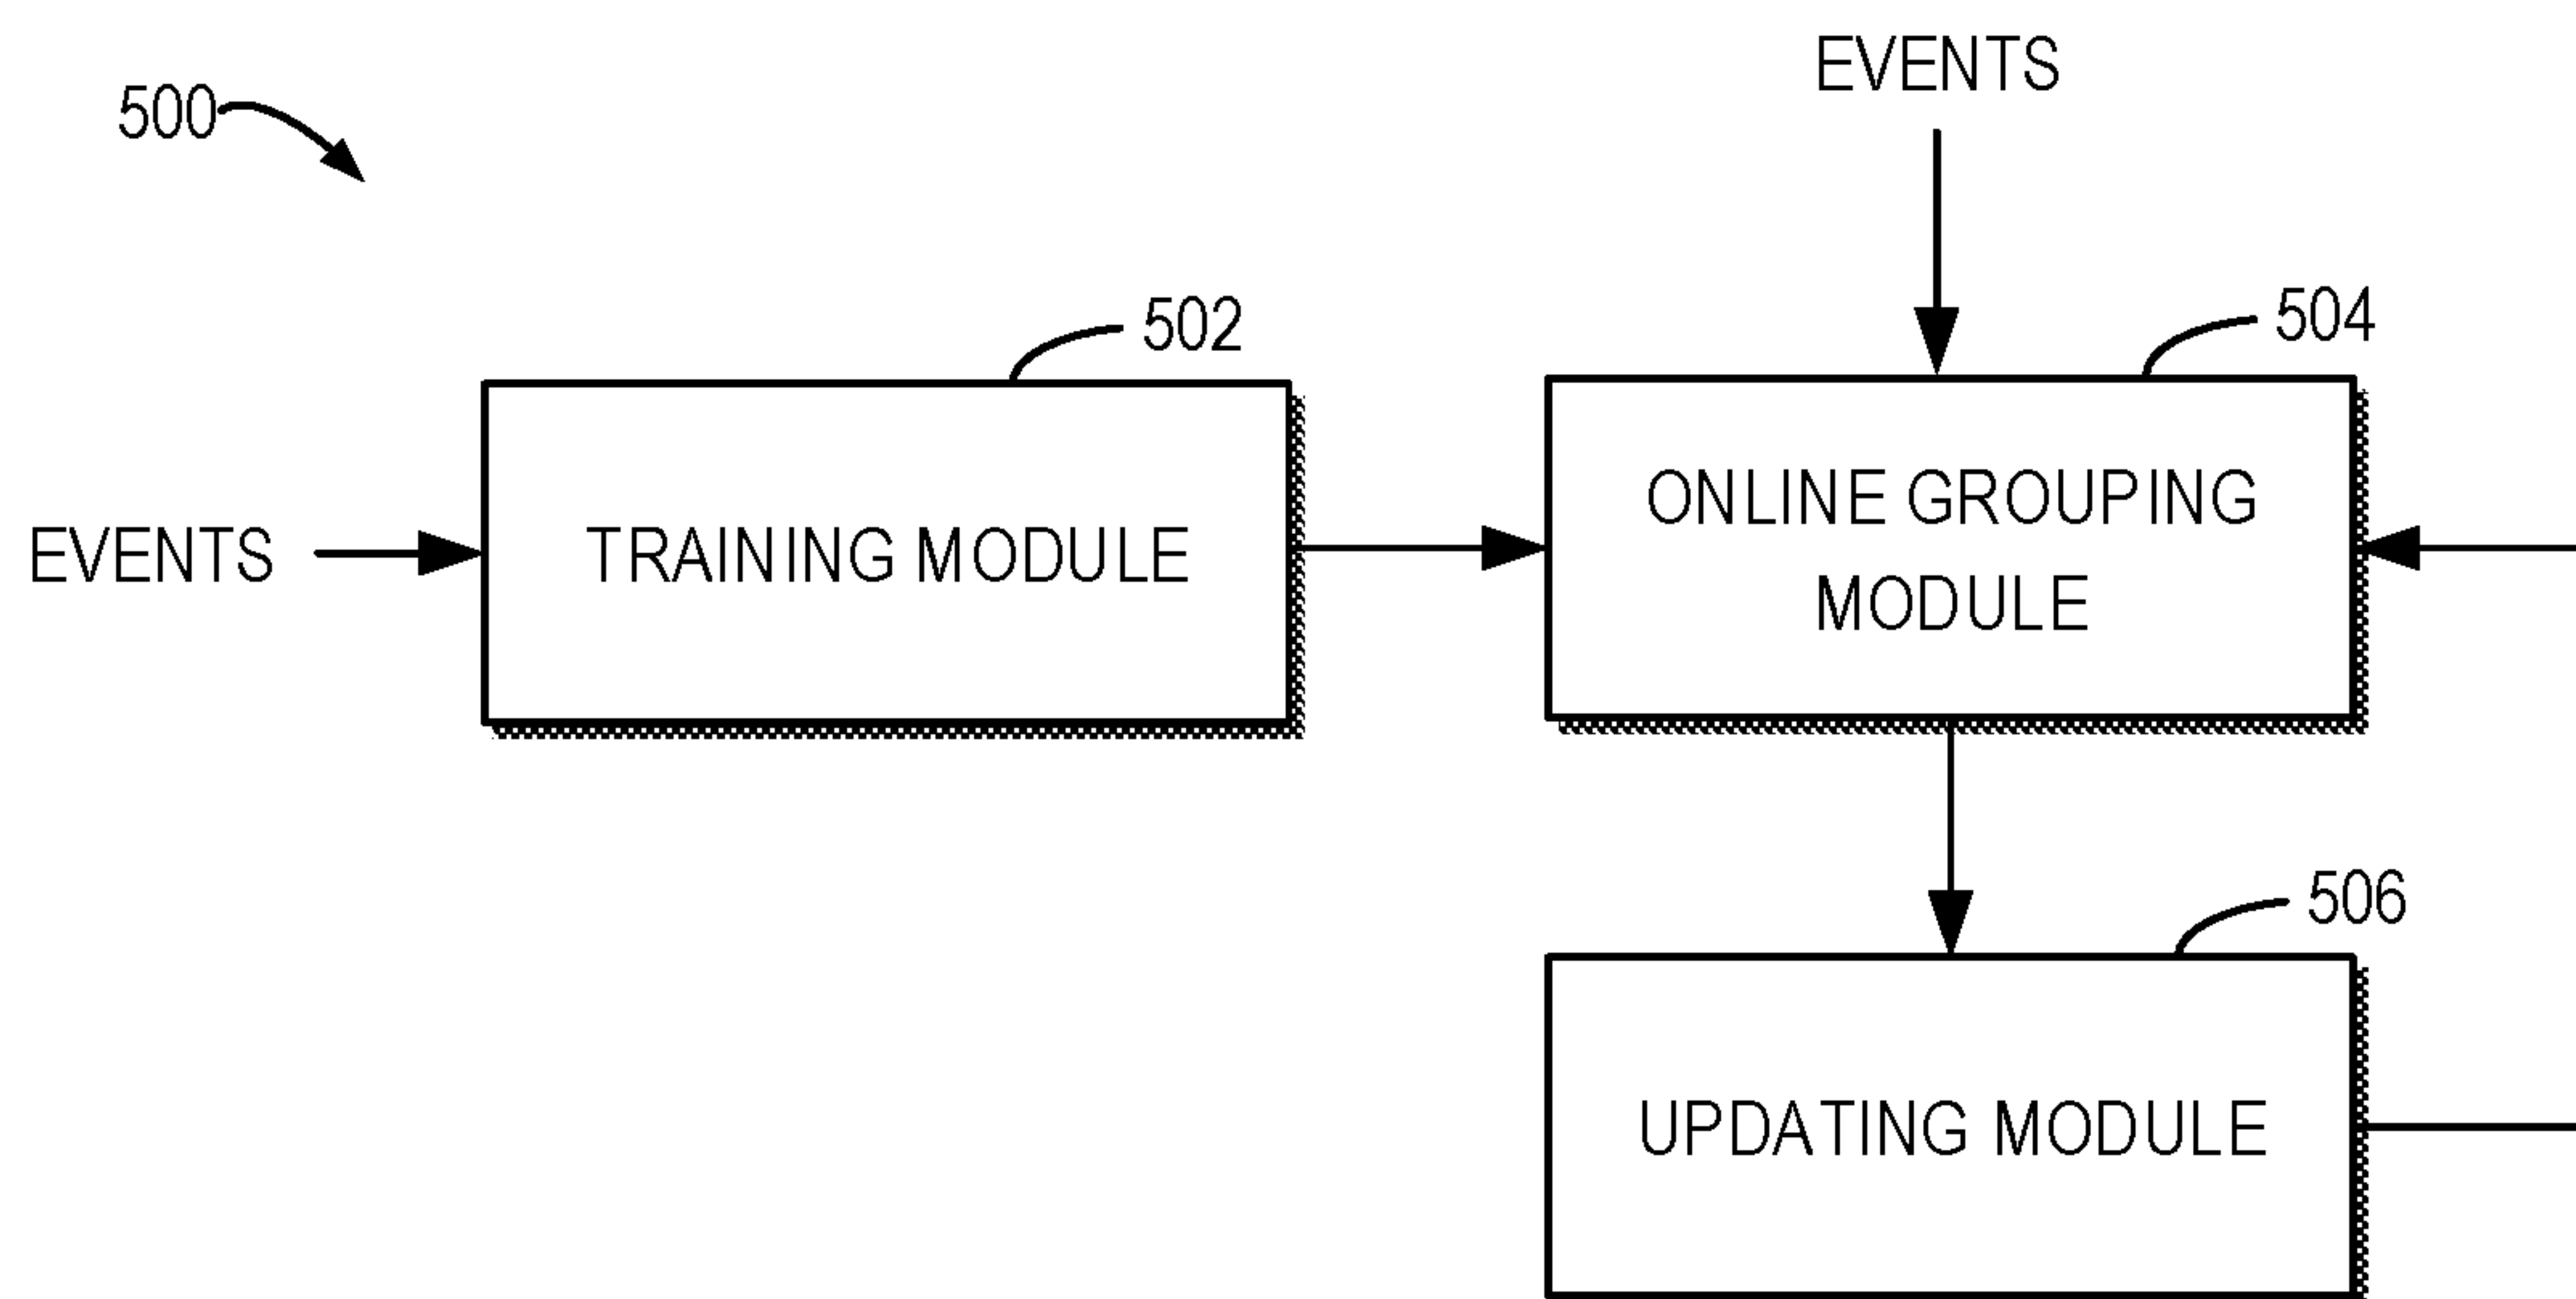 EVENTS
500
502
504
EVENTS
TRAINING MODULE
ONLINE GROUPING
MODULE
506
UPDATING MODULE